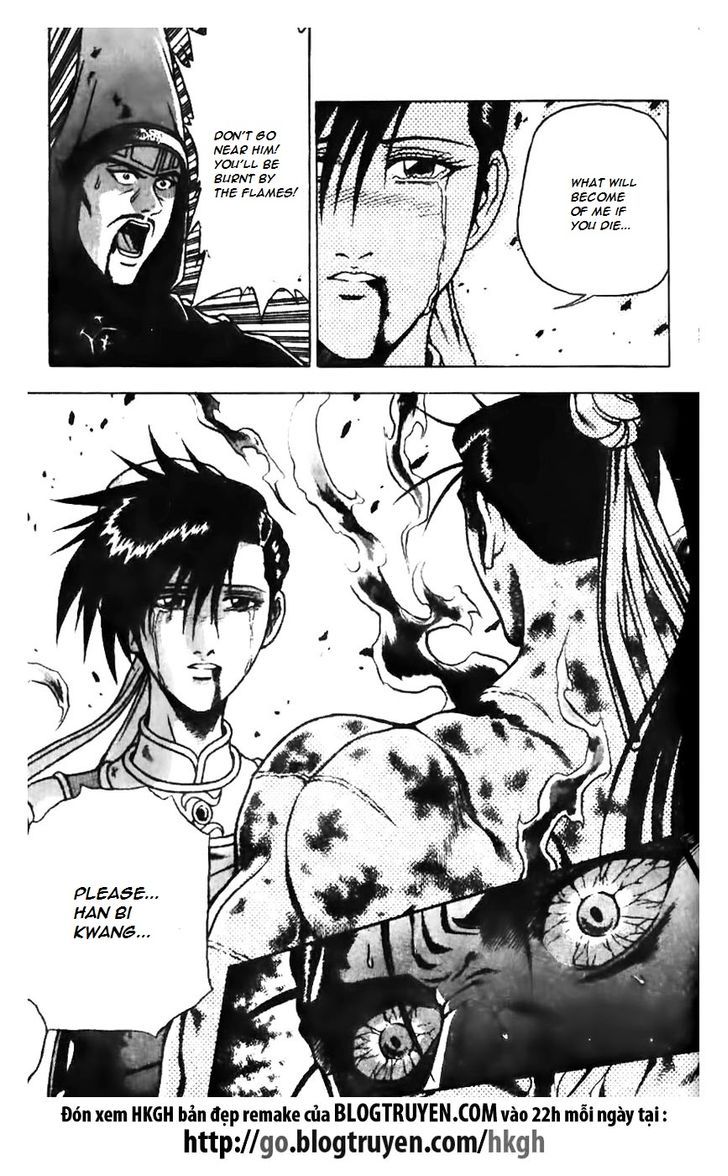 DON'T GO
NEAR HIM!
YOU'LL BE
BURNT BY
THE FLAMES!
WHAT WILL
BECOME
OF ME IF
YOU DIE...
PLEASE...
HAN BI
KWANG...
Đón xem HKGH bản đẹp remake của BLOGTRUYEN.COM vào 22h mỗi ngày tại :
http://go.blogtruyen.com/hkgh